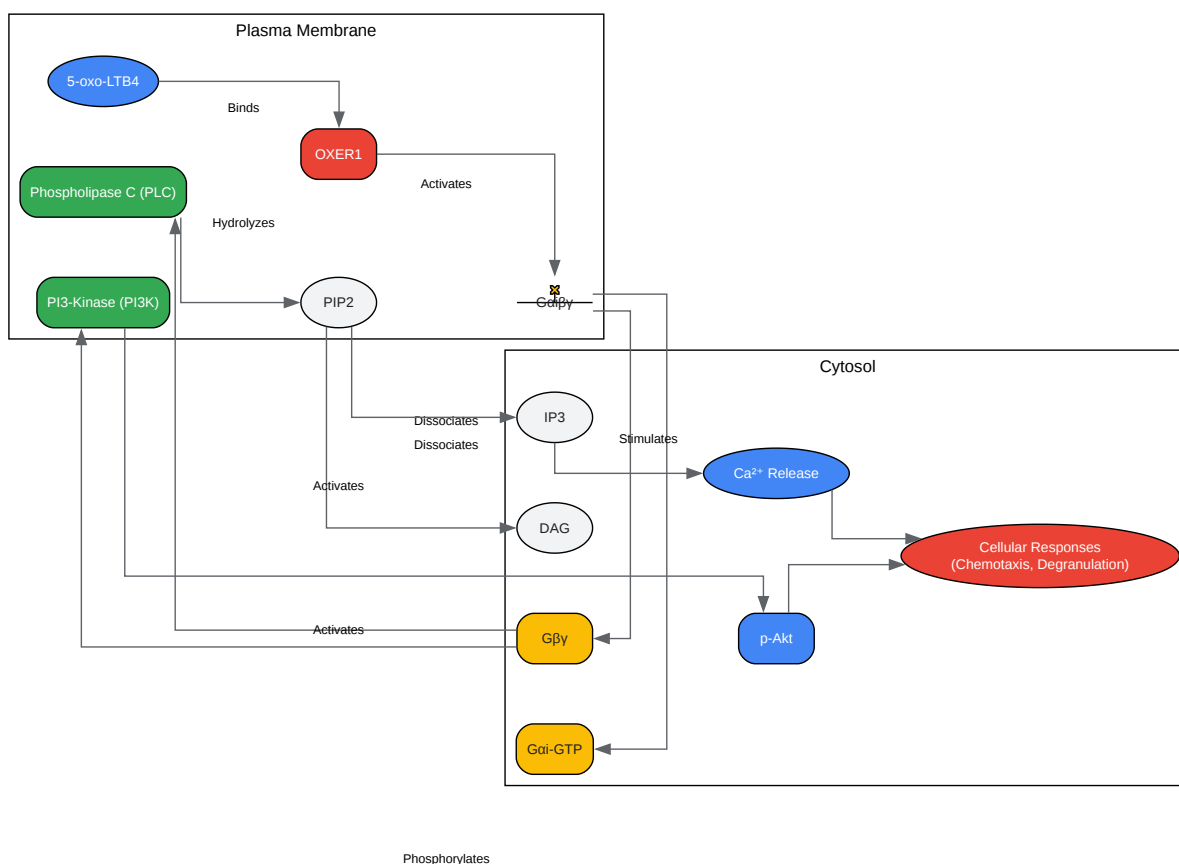 Plasma Membrane
5-oxo-LTB4
Binds
OXER1
Activates
Phospholipase C (PLC)
Hydrolyzes
PI3-Kinase (PI3K)
PIP2
Gαiβγ
Cytosol
IP3
Dissociates
Dissociates
Stimulates
Ca²⁺ Release
Activates
DAG
Cellular Responses
(Chemotaxis, Degranulation)
Activates
Gβγ
p-Akt
Gαi-GTP
Phosphorylates